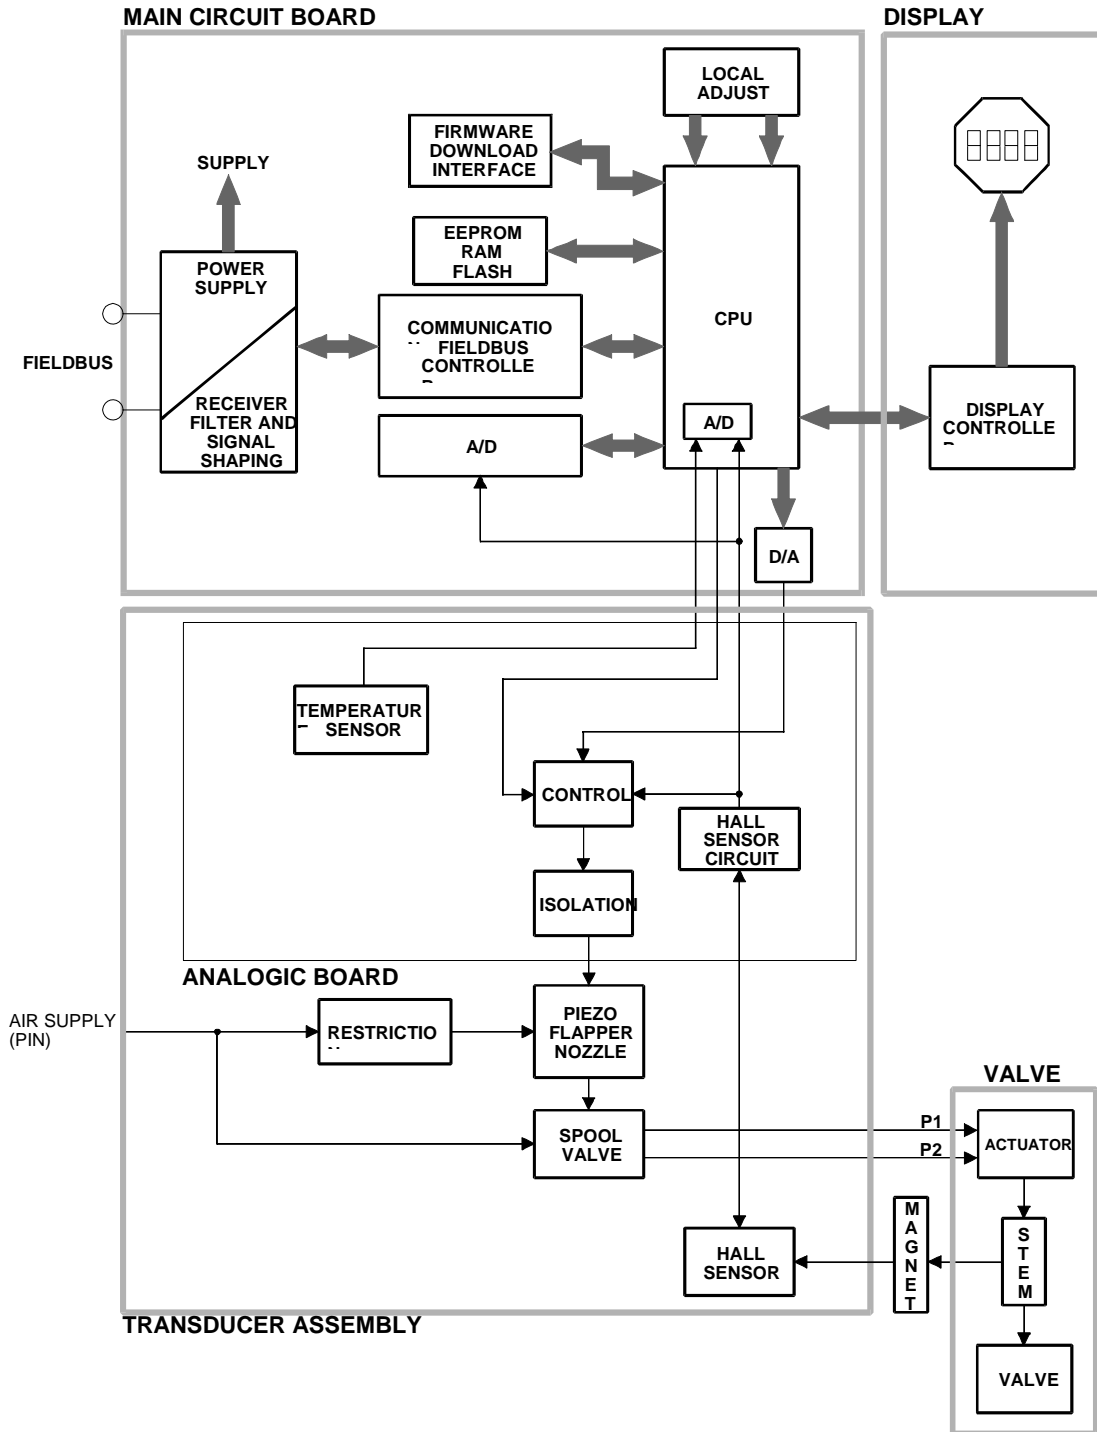 MAIN CIRCUIT BOARD
DISPLAY
LOCAL
ADJUST
FIRMWARE
DOWNLOAD
INTERFACE
SUPPLY
EEPROM
RAM
FLASH
POWER
SUPPLY
CPU
COMMUNICATIO
FIELDBUS
CONTROLLE
FIELDBUS
RECEIVER
FILTER AND
SIGNAL
SHAPING
A/D
A/D
DISPLAY
CONTROLLE
D/A
TEMPERATUR
SENSOR
CONTROL
HALL
SENSOR
CIRCUIT
ISOLATION
ANALOGIC BOARD
AIR SUPPLY
(PIN)
RESTRICTIO
PIEZO
FLAPPER
NOZZLE
VALVE
SPOOL
VALVE
P1
P2
ACTUATOR
MAGNET
STEM
HALL
SENSOR
TRANSDUCER ASSEMBLY
VALVE